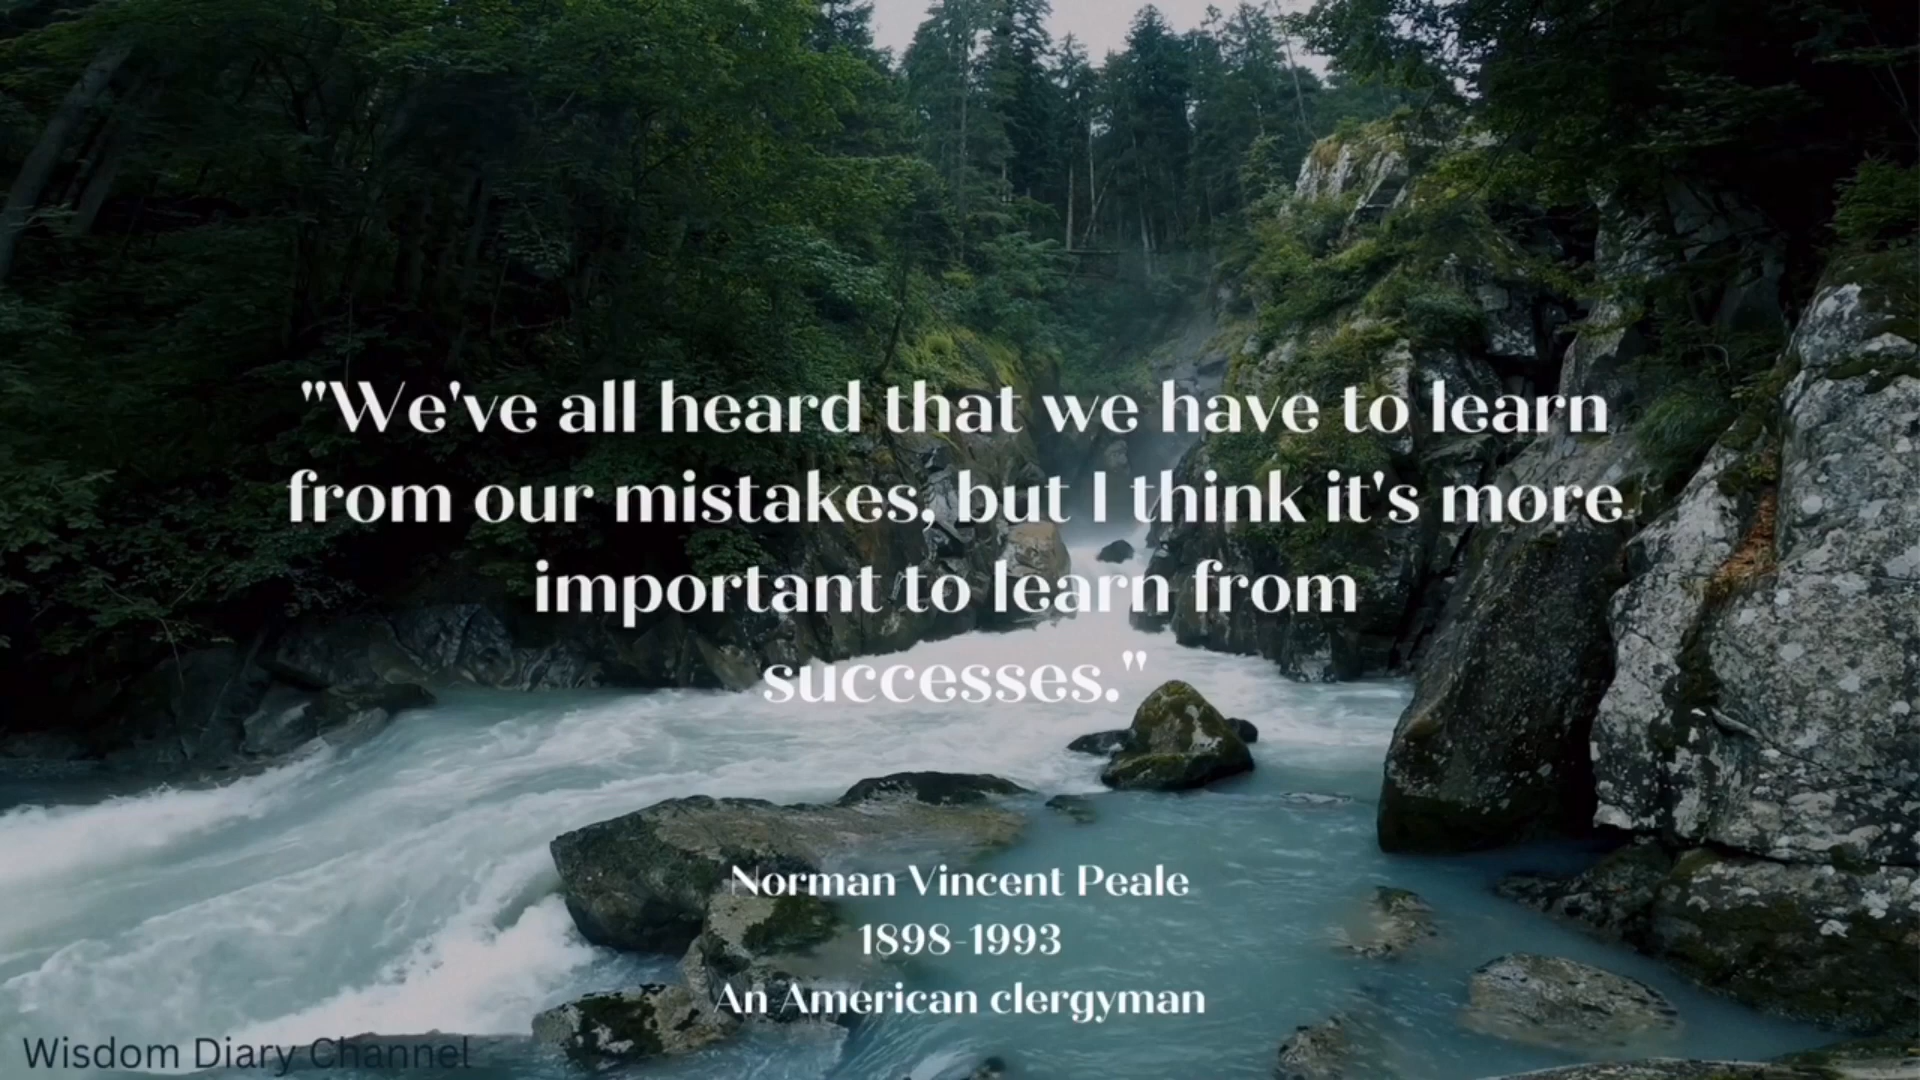 "We've all heard that we have to learn
from our mistakes, but I think it's more
important to learn from
successes."
Norman Vincent Peale
1898-1993
An American clergyman
Wisdom Diary Channel